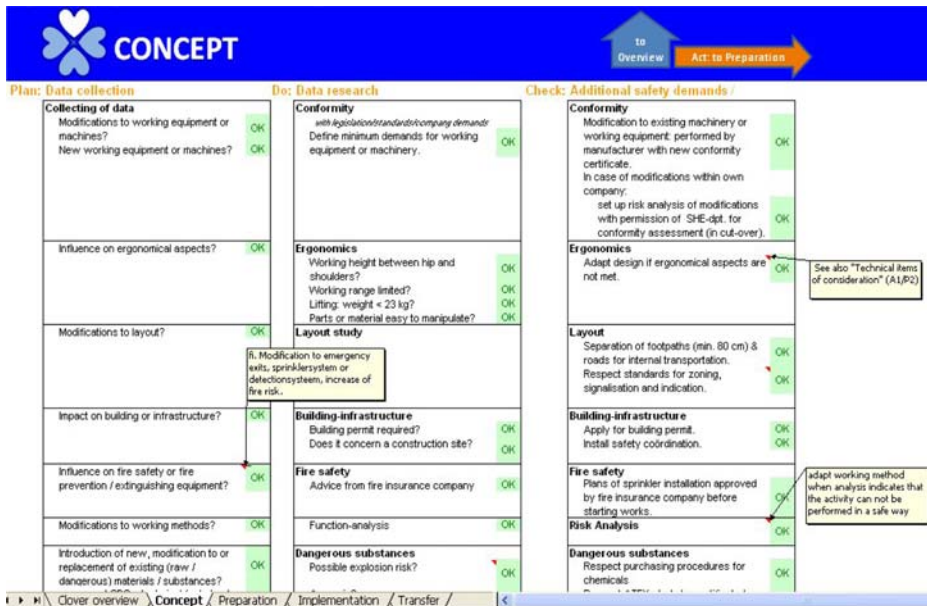 CONCEPT
to
Overview
Act: to Preparation
Plan: Data collection
Do: Data research
Check: Additional safety demands /
Collecting of data
Modifications to working equipment or
machines?
OK
New working equipment or machines?
OK
Influence on ergonomical aspects?
OK
Modifications to layout?
OK
fi. Modification to emergency
exits, sprinklersystem or
detectionsysteem, increase of
fire risk.
Impact on building or infrastructure?
OK
Influence on fire safety or fire
prevention / extinguishing equipment?
OK
Modifications to working methods?
OK
Introduction of new, modification to or
replacement of existing (raw /
dangerous) materials / substances?
OK
Conformity
with legislation/standards/company demands
Define minimum demands for working
equipment or machinery.
OK
Ergonomics
Working height between hip and
shoulders?
OK
Working range limited?
OK
Lifting: weight < 23 kg?
OK
Parts or material easy to manipulate?
OK
Layout study
Building-infrastructure
Building permit required?
OK
Does it concern a construction site?
OK
Fire safety
Advice from fire insurance company
OK
Function-analysis
OK
Dangerous substances
Possible explosion risk?
OK
Conformity
Modification to existing machinery or
working equipment: performed by
manufacturer with new conformity
certificate.
OK
In case of modifications within own
company:
set up risk analysis of modifications
with permission of SHE-dpt. for
conformity assessment (in cut-over).
OK
Ergonomics
Adapt design if ergonomical aspects are
not met.
OK
See also "Technical items
of consideration" (A1/P2)
Layout
Separation of footpaths (min. 80 cm) &
roads for internal transportation.
OK
Respect standards for zoning,
signalisation and indication.
OK
Building-infrastructure
Apply for building permit.
OK
Install safety coördination.
OK
Fire safety
Plans of sprinkler installation approved
by fire insurance company before
starting works.
OK
adapt working method
when analysis indicates that
the activity can not be
performed in a safe way
Risk Analysis
OK
Dangerous substances
Respect purchasing procedures for
chemicals
OK
Clover overview / Concept / Preparation / Implementation / Transfer /